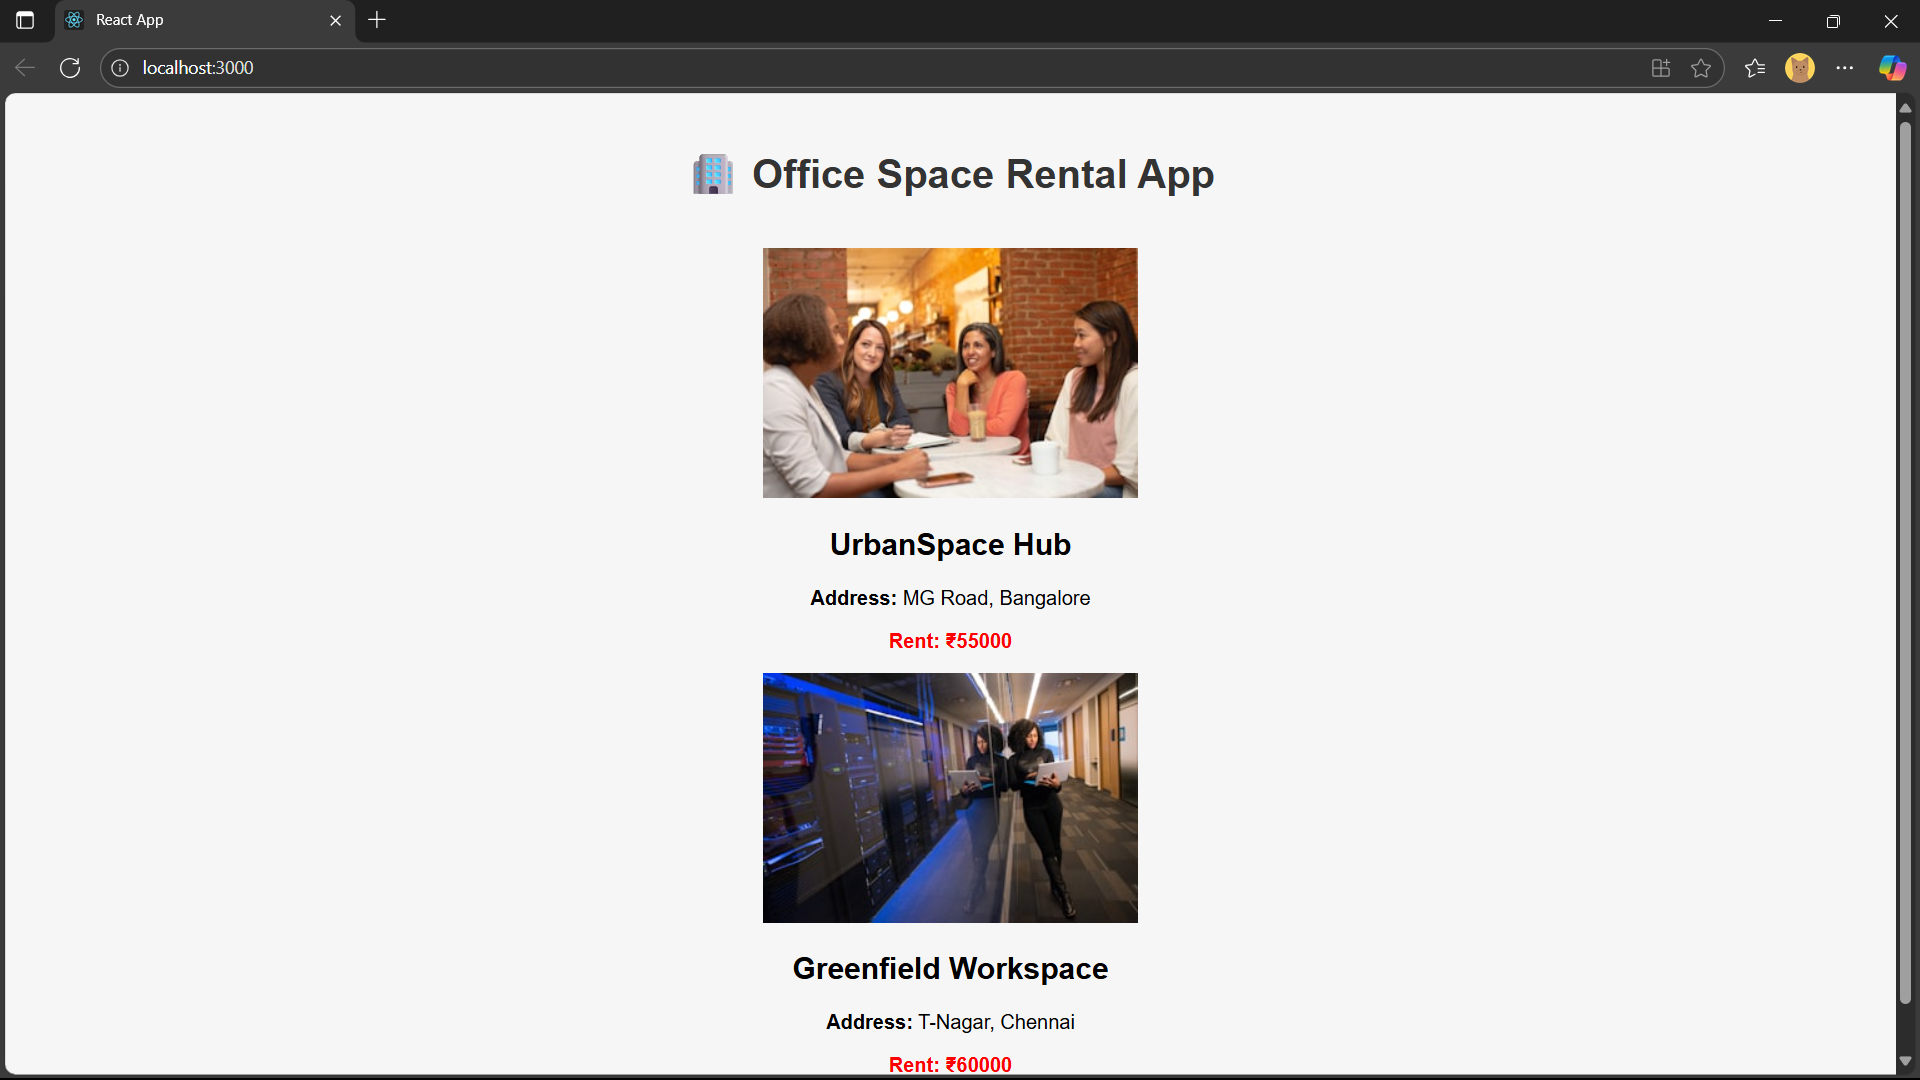 React App
localhost:3000
🏢 Office Space Rental App
UrbanSpace Hub
Address: MG Road, Bangalore
Rent: ₹55000
Greenfield Workspace
Address: T-Nagar, Chennai
Rent: ₹60000